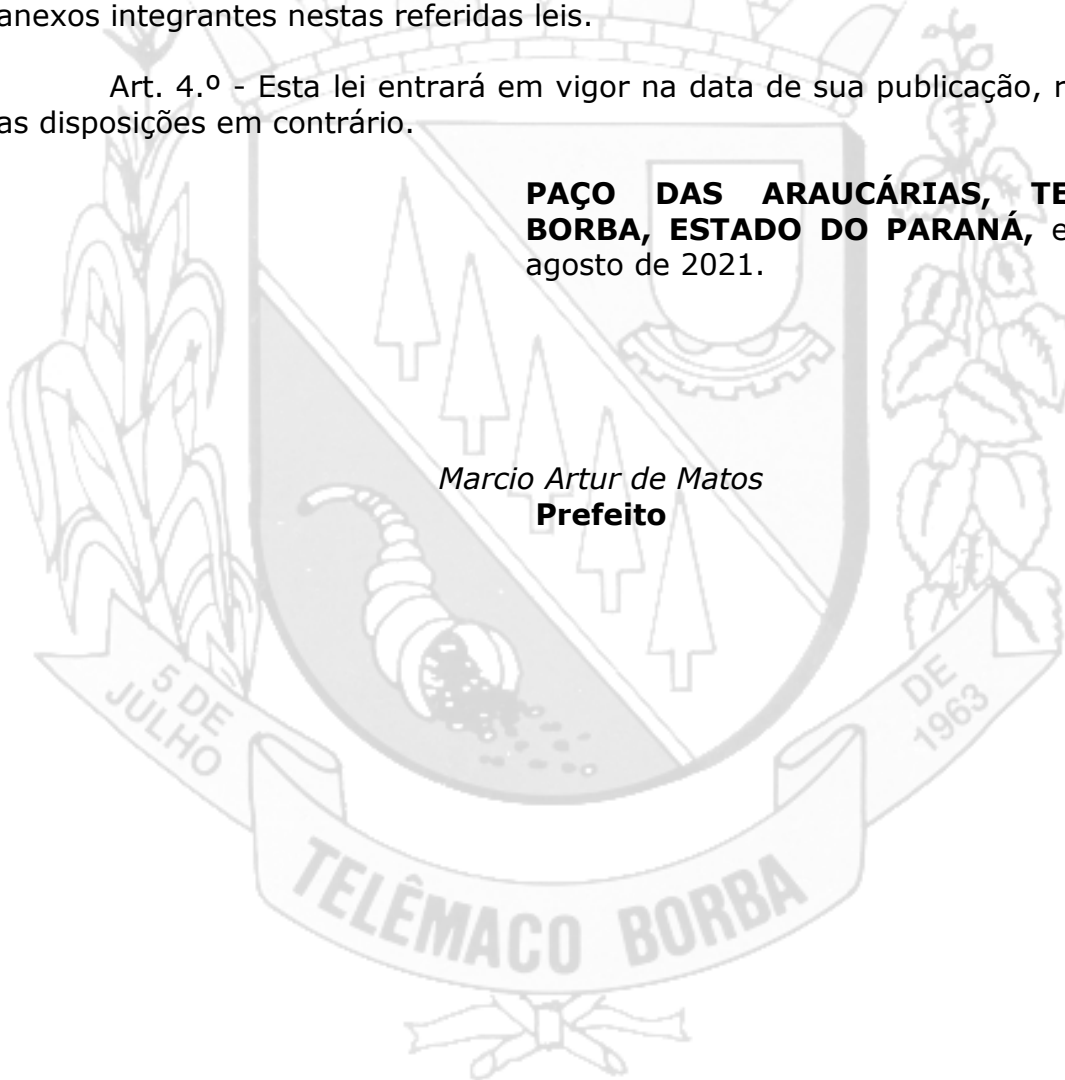 anexos integrantes nestas referidas leis.
Art. 4.º - Esta lei entrará em vigor na data de sua publicação, r
as disposições em contrário.
PAÇO DAS ARAUCÁRIAS, TE
BORBA, ESTADO DO PARANÁ, e
agosto de 2021.
Marcio Artur de Matos
Prefeito
5 DE
JULHO
DE
1963
TELÊMACO BORBA